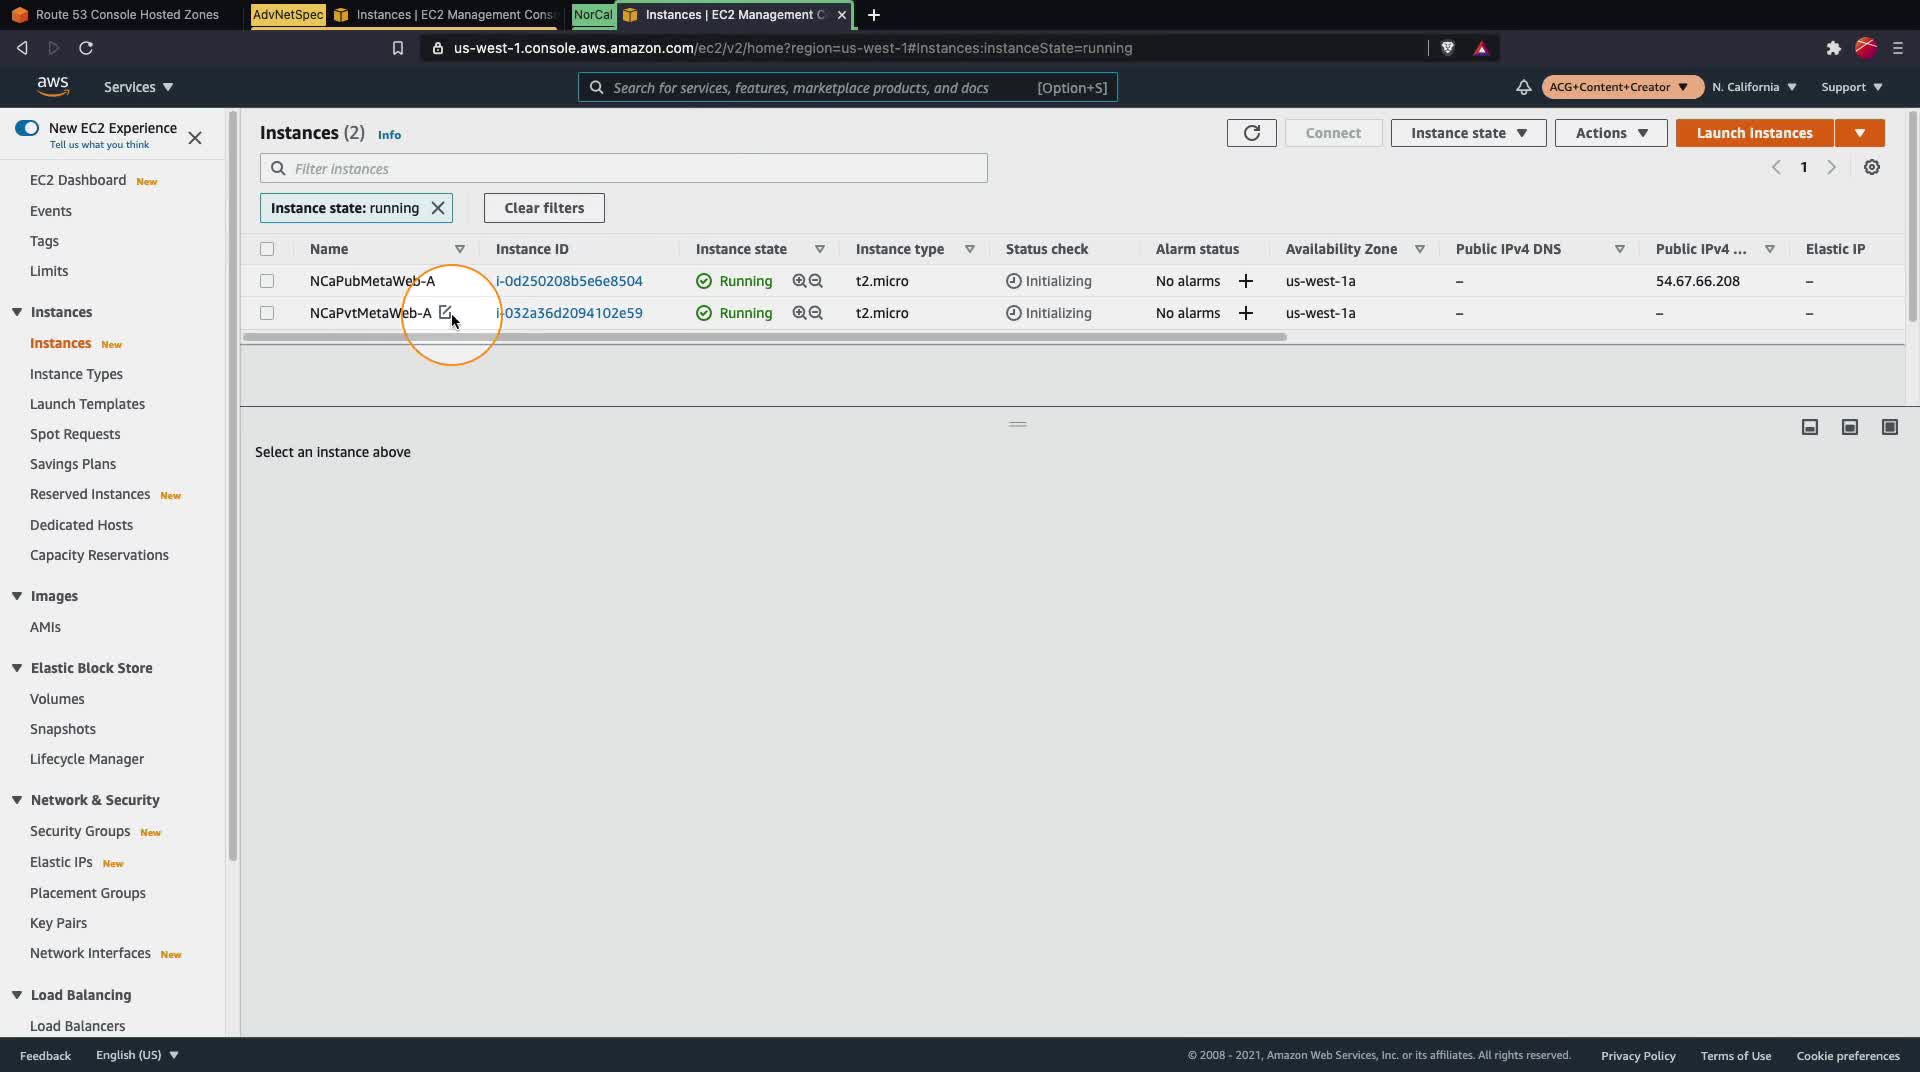 Route 53 Console Hosted Zones
AdvNetSpec
Instances | EC2 Management Cons
NorCal
Instances | EC2 Management C
us-west-1.console.aws.amazon.com/ec2/v2/home?region=us-west-1#Instances:instanceState=running
aws
Services
Search for services, features, marketplace products, and docs
[Option+S]
ACG+Content+Creator
N. California
Support
New EC2 Experience
Tell us what you think
EC2 Dashboard New
Events
Tags
Limits
Instances
Instances New
Instance Types
Launch Templates
Spot Requests
Savings Plans
Reserved Instances New
Dedicated Hosts
Capacity Reservations
Images
AMIs
Elastic Block Store
Volumes
Snapshots
Lifecycle Manager
Network & Security
Security Groups New
Elastic IPs New
Placement Groups
Key Pairs
Network Interfaces New
Load Balancing
Load Balancers
Instances (2) Info
Connect
Instance state
Actions
Launch instances
Filter instances
1
Instance state: running
Clear filters
Name Instance ID Instance state Instance type Status check Alarm status Availability Zone Public IPv4 DNS Public IPv4 ... Elastic IP
NCaPubMetaWeb-A i-0d250208b5e6e8504 Running t2.micro Initializing No alarms + us-west-1a – 54.67.66.208 –
NCaPvtMetaWeb-A i-032a36d2094102e59 Running t2.micro Initializing No alarms + us-west-1a – – –
Select an instance above
Feedback
English (US)
© 2008 - 2021, Amazon Web Services, Inc. or its affiliates. All rights reserved.
Privacy Policy
Terms of Use
Cookie preferences